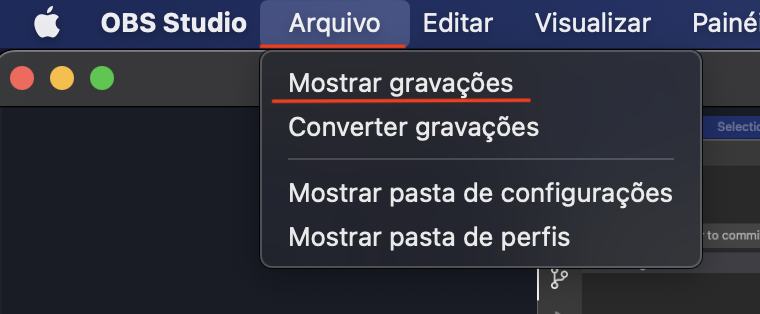 OBS Studio Arquivo Editar Visualizar
Mostrar gravações
Converter gravações
Selectio
Mostrar pasta de configurações
Mostrar pasta de perfis
to commi